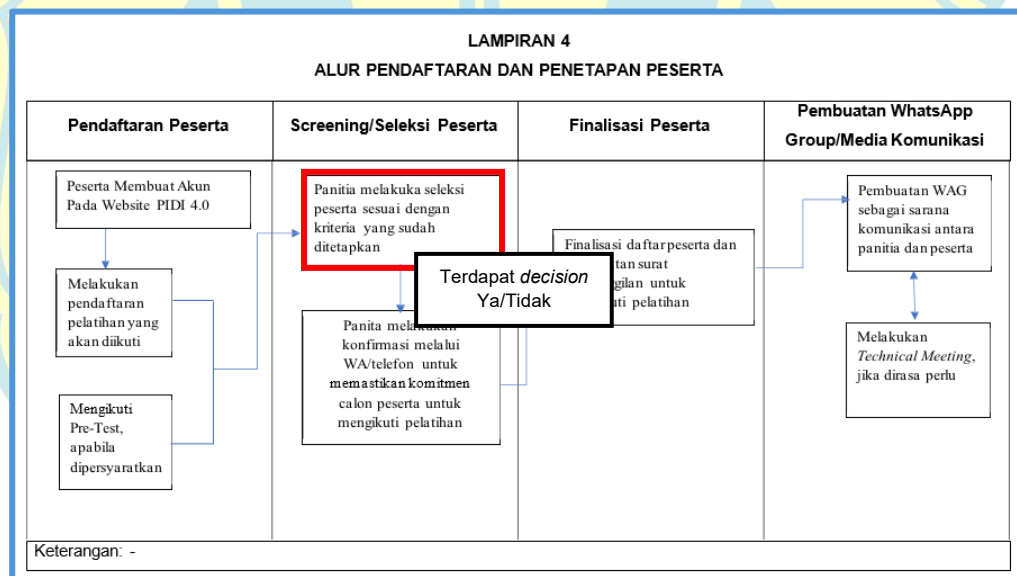 LAMPIRAN 4
ALUR PENDAFTARAN DAN PENETAPAN PESERTA
Pendaftaran Peserta
Screening/Seleksi Peserta
Finalisasi Peserta
Pembuatan WhatsApp
Group/Media Komunikasi
Peserta Membuat Akun
Pada Website PIDI 4.0
Melakukan
pendaftaran
pelatihan yang
akan diikuti
Mengikuti
Pre-Test,
apabila
dipersyaratkan
Panitia melakuka seleksi
peserta sesuai dengan
kriteria yang sudah
ditetapkan
Terdapat decision
Ya/Tidak
Panita melakukan
konfirmasi melalui
WA/telefon untuk
memastikan komitmen
calon peserta untuk
mengikuti pelatihan
Finalisasi daftar peserta dan
surat
untuk
pelatihan
Pembuatan WAG
sebagai sarana
komunikasi antara
panitia dan peserta
Melakukan
Technical Meeting,
jika dirasa perlu
Keterangan: -